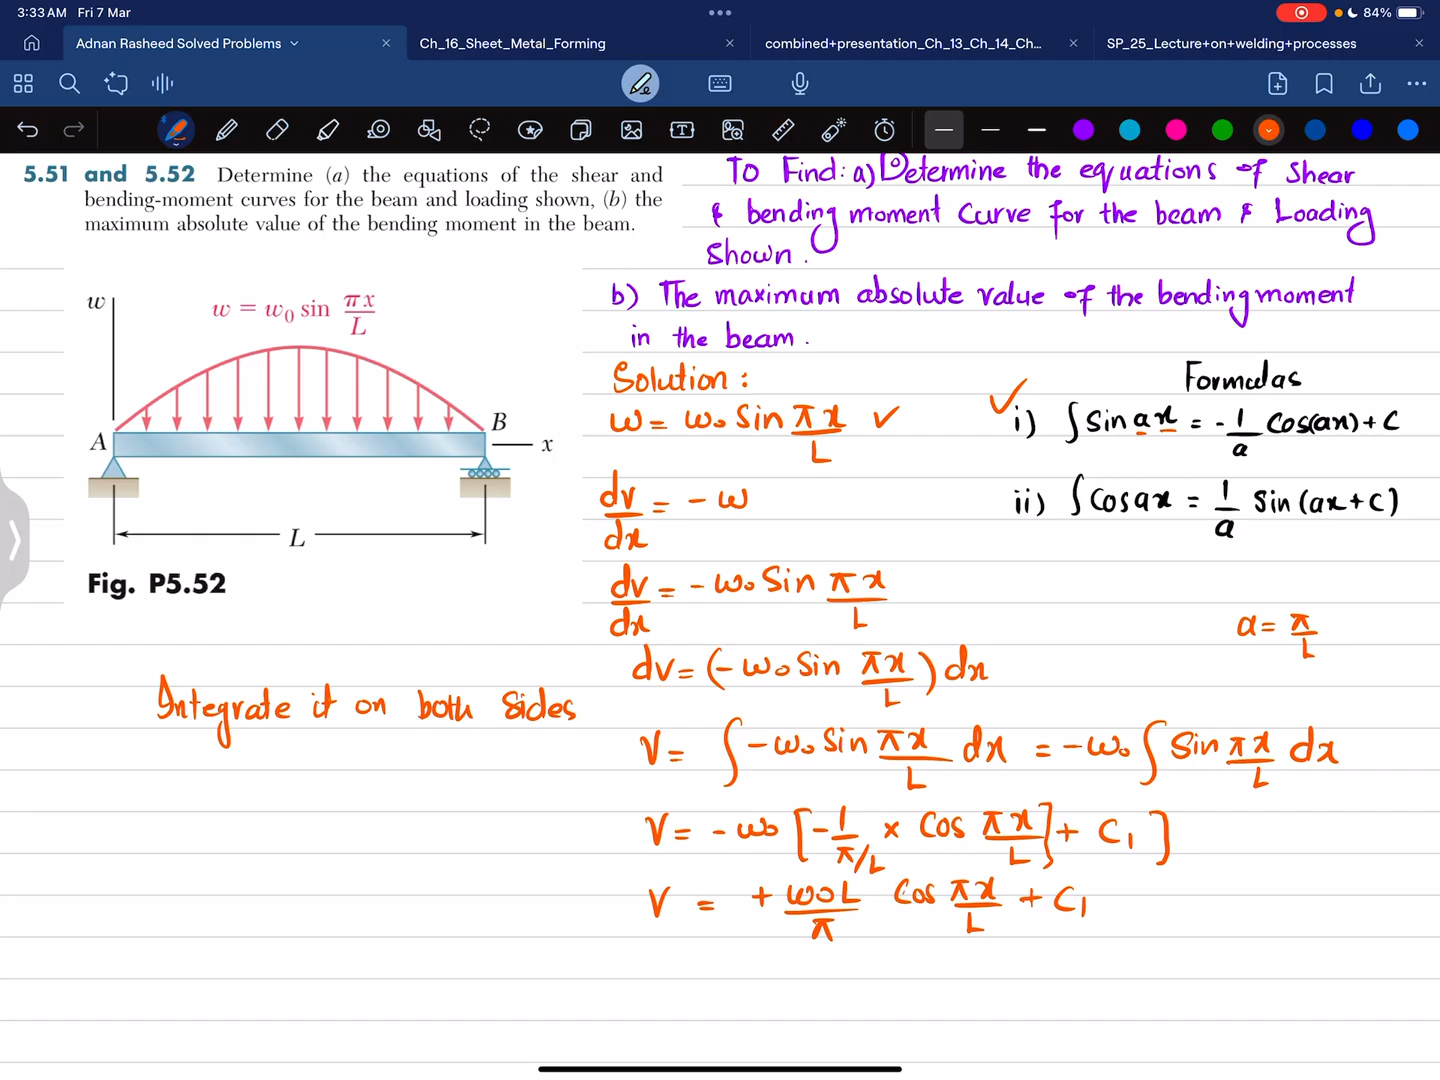 3:33 AM Fri 7 Mar
84%
Adnan Rasheed Solved Problems
Ch_16_Sheet_Metal_Forming
combined+presentation_Ch_13_Ch_14_Ch...
SP_25_Lecture+on+welding+processes
5.51 and 5.52 Determine (a) the equations of the shear and
bending-moment curves for the beam and loading shown, (b) the
maximum absolute value of the bending moment in the beam.
w
w = w₀ sin πx/L
A
B
x
L
Fig. P5.52
To Find: a) Determine the equations of Shear
& bending moment Curve for the beam & Loading
Shown.
b) The maximum absolute value of the bending moment
in the beam.
Solution:
w = w₀ Sin πx/L ✓
dv/dx = - w
dv/dx = - w₀ Sin πx/L
dv = (- w₀ Sin πx/L) dx
Integrate it on both Sides
V = ∫ - w₀ Sin πx/L dx = - w₀ ∫ Sin πx/L dx
V = - w₀ [- 1/π/L × Cos πx/L] + C₁ ]
V = + w₀L/π Cos πx/L + C₁
Formulas
✓ i) ∫ Sin ax = - 1/a Cos(ax) + C
ii) ∫ Cos ax = 1/a Sin (ax + C)
a = π/L